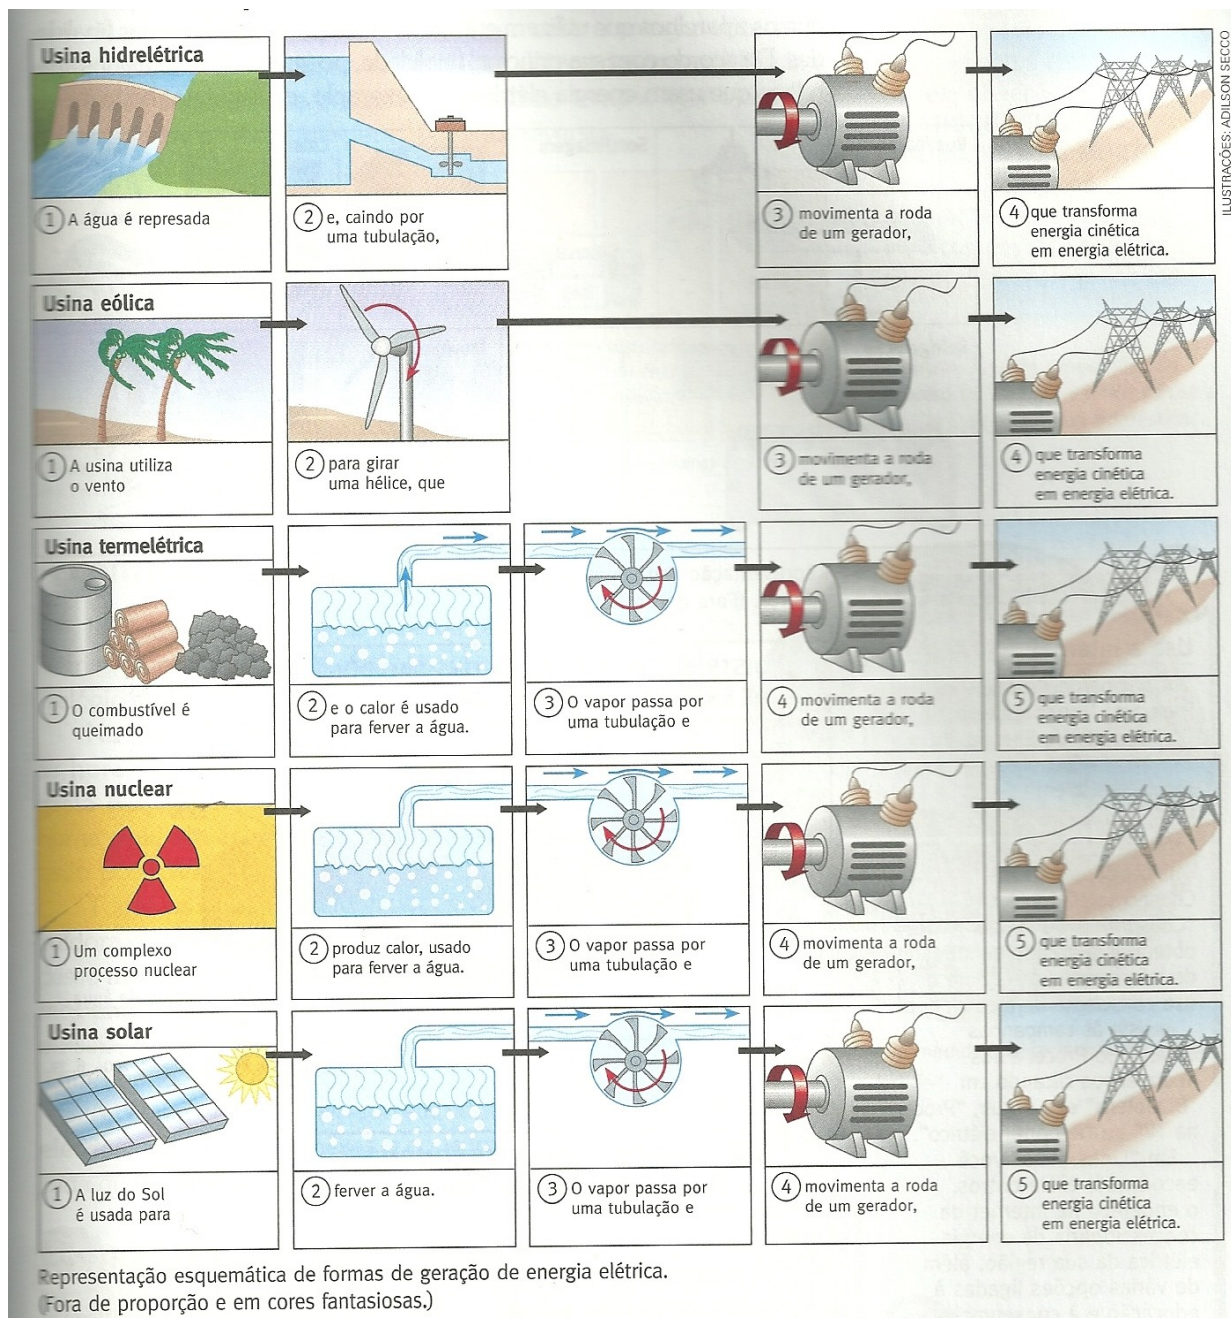 Usina hidrelétrica
1 A água é represada
2 e, caindo por
uma tubulação,
3 movimenta a roda
de um gerador,
4 que transforma
energia cinética
em energia elétrica.
ILUSTRAÇÕES: ADILSON SECCO
Usina eólica
1 A usina utiliza
o vento
2 para girar
uma hélice, que
3 movimenta a roda
de um gerador,
4 que transforma
energia cinética
em energia elétrica.
Usina termelétrica
1 O combustível é
queimado
2 e o calor é usado
para ferver a água.
3 O vapor passa por
uma tubulação e
4 movimenta a roda
de um gerador,
5 que transforma
energia cinética
em energia elétrica.
Usina nuclear
1 Um complexo
processo nuclear
2 produz calor, usado
para ferver a água.
3 O vapor passa por
uma tubulação e
4 movimenta a roda
de um gerador,
5 que transforma
energia cinética
em energia elétrica.
Usina solar
1 A luz do Sol
é usada para
2 ferver a água.
3 O vapor passa por
uma tubulação e
4 movimenta a roda
de um gerador,
5 que transforma
energia cinética
em energia elétrica.
Representação esquemática de formas de geração de energia elétrica.
(Fora de proporção e em cores fantasiosas.)